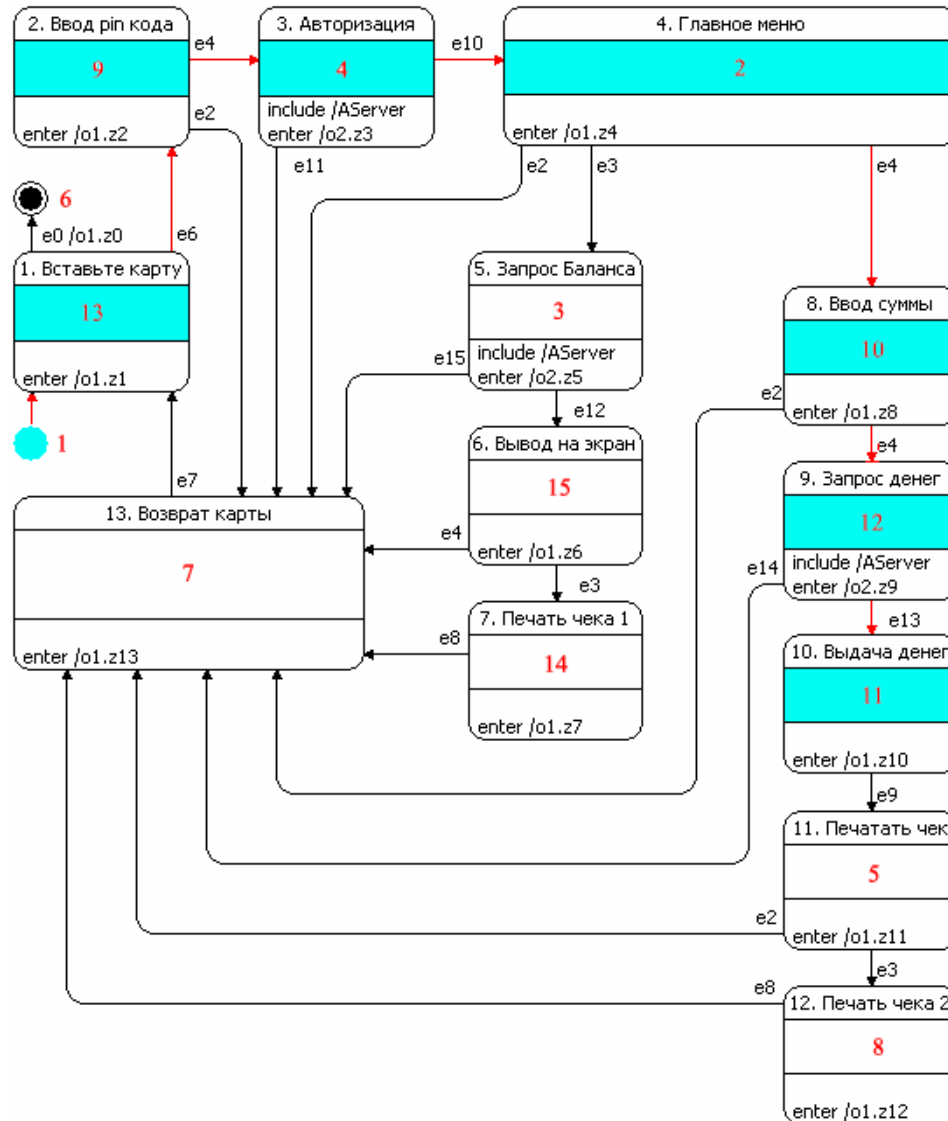 2. Ввод pin кода
9
enter /o1.z2
e4
3. Авторизация
4
include /AServer
enter /o2.z3
e10
4. Главное меню
2
enter /o1.z4
e2
e11
e2
e3
e4
6
e0 /o1.z0
e6
1. Вставьте карту
13
enter /o1.z1
1
e7
5. Запрос Баланса
3
include /AServer
enter /o2.z5
e15
e12
8. Ввод суммы
10
enter /o1.z8
e2
e4
6. Вывод на экран
15
enter /o1.z6
e4
e3
9. Запрос денег
12
include /AServer
enter /o2.z9
e14
e13
13. Возврат карты
7
enter /o1.z13
7. Печать чека 1
14
enter /o1.z7
e8
10. Выдача денег
11
enter /o1.z10
e9
11. Печатать чек
5
enter /o1.z11
e2
e3
e8
12. Печать чека 2
8
enter /o1.z12